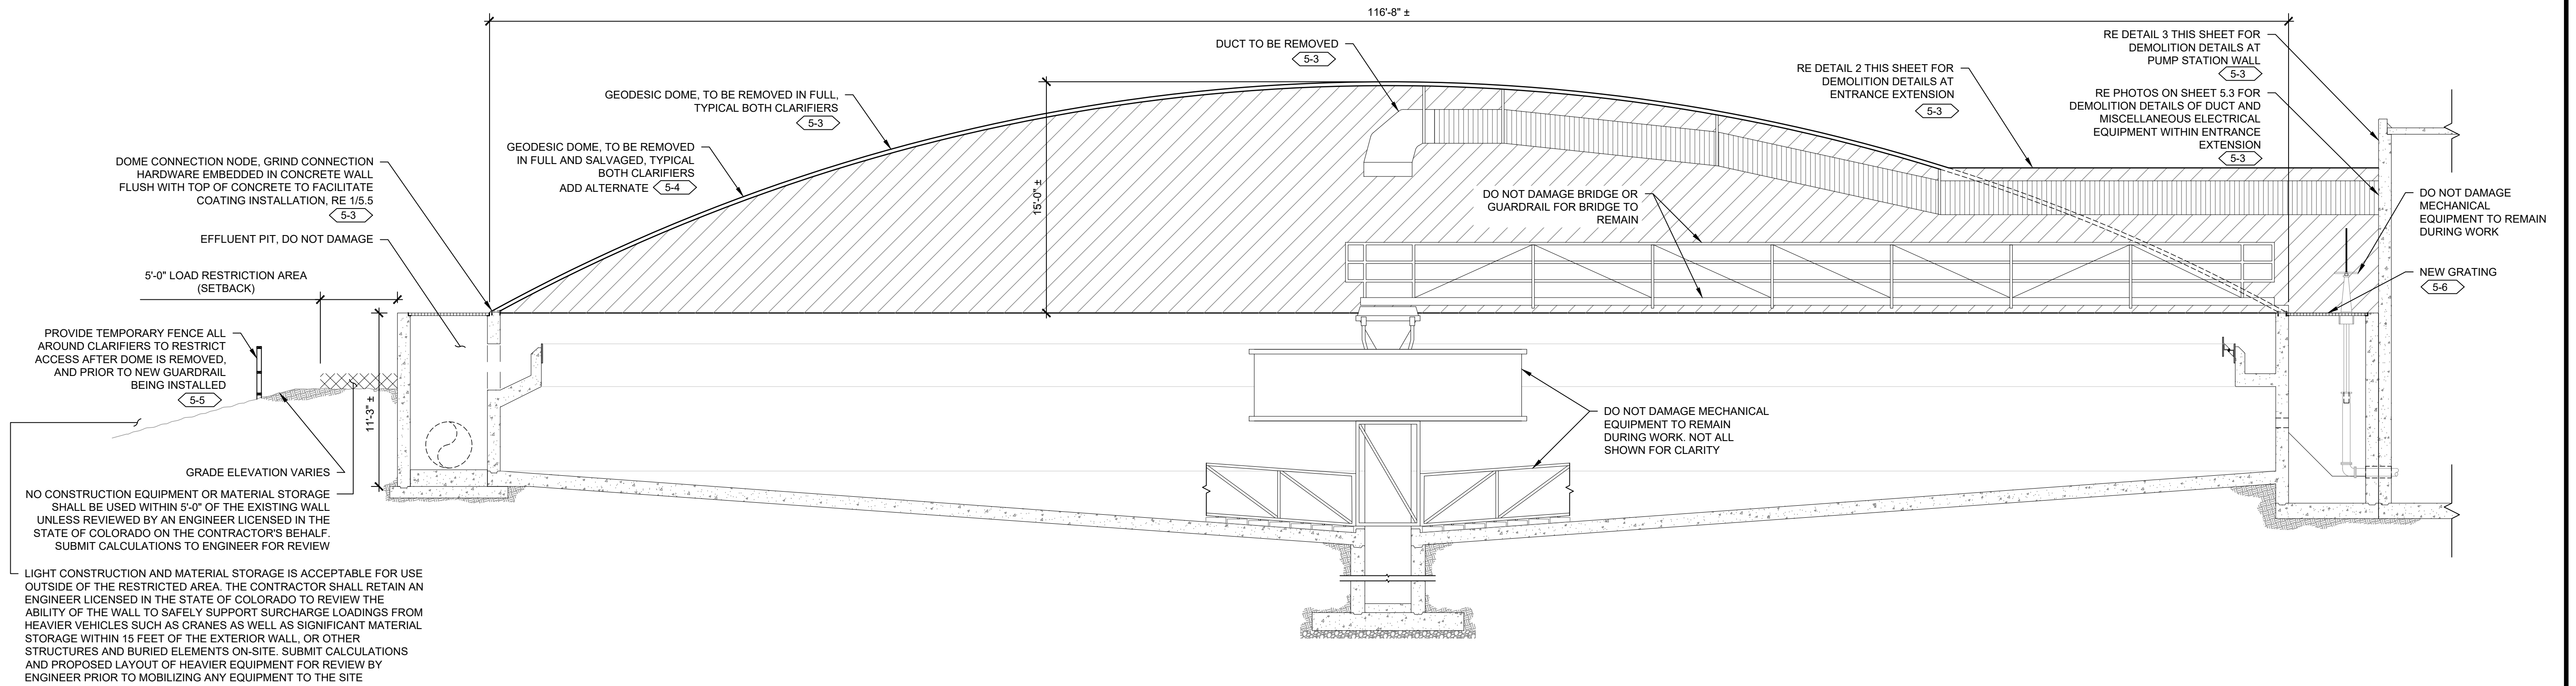 116'-8" ±
DUCT TO BE REMOVED
5-3
RE DETAIL 3 THIS SHEET FOR
DEMOLITION DETAILS AT
PUMP STATION WALL
5-3
RE DETAIL 2 THIS SHEET FOR
DEMOLITION DETAILS AT
ENTRANCE EXTENSION
5-3
RE PHOTOS ON SHEET 5.3 FOR
DEMOLITION DETAILS OF DUCT AND
MISCELLANEOUS ELECTRICAL
EQUIPMENT WITHIN ENTRANCE
EXTENSION
5-3
GEODESIC DOME, TO BE REMOVED IN FULL,
TYPICAL BOTH CLARIFIERS
5-3
GEODESIC DOME, TO BE REMOVED
IN FULL AND SALVAGED, TYPICAL
BOTH CLARIFIERS
ADD ALTERNATE 5-4
DOME CONNECTION NODE, GRIND CONNECTION
HARDWARE EMBEDDED IN CONCRETE WALL
FLUSH WITH TOP OF CONCRETE TO FACILITATE
COATING INSTALLATION, RE 1/5.5
5-3
15'-0" ±
DO NOT DAMAGE BRIDGE OR
GUARDRAIL FOR BRIDGE TO
REMAIN
DO NOT DAMAGE
MECHANICAL
EQUIPMENT TO REMAIN
DURING WORK
EFFLUENT PIT, DO NOT DAMAGE
5'-0" LOAD RESTRICTION AREA
(SETBACK)
NEW GRATING
5-6
PROVIDE TEMPORARY FENCE ALL
AROUND CLARIFIERS TO RESTRICT
ACCESS AFTER DOME IS REMOVED,
AND PRIOR TO NEW GUARDRAIL
BEING INSTALLED
5-5
11'-3" ±
DO NOT DAMAGE MECHANICAL
EQUIPMENT TO REMAIN
DURING WORK. NOT ALL
SHOWN FOR CLARITY
GRADE ELEVATION VARIES
NO CONSTRUCTION EQUIPMENT OR MATERIAL STORAGE
SHALL BE USED WITHIN 5'-0" OF THE EXISTING WALL
UNLESS REVIEWED BY AN ENGINEER LICENSED IN THE
STATE OF COLORADO ON THE CONTRACTOR'S BEHALF.
SUBMIT CALCULATIONS TO ENGINEER FOR REVIEW
LIGHT CONSTRUCTION AND MATERIAL STORAGE IS ACCEPTABLE FOR USE
OUTSIDE OF THE RESTRICTED AREA. THE CONTRACTOR SHALL RETAIN AN
ENGINEER LICENSED IN THE STATE OF COLORADO TO REVIEW THE
ABILITY OF THE WALL TO SAFELY SUPPORT SURCHARGE LOADINGS FROM
HEAVIER VEHICLES SUCH AS CRANES AS WELL AS SIGNIFICANT MATERIAL
STORAGE WITHIN 15 FEET OF THE EXTERIOR WALL, OR OTHER
STRUCTURES AND BURIED ELEMENTS ON-SITE. SUBMIT CALCULATIONS
AND PROPOSED LAYOUT OF HEAVIER EQUIPMENT FOR REVIEW BY
ENGINEER PRIOR TO MOBILIZING ANY EQUIPMENT TO THE SITE